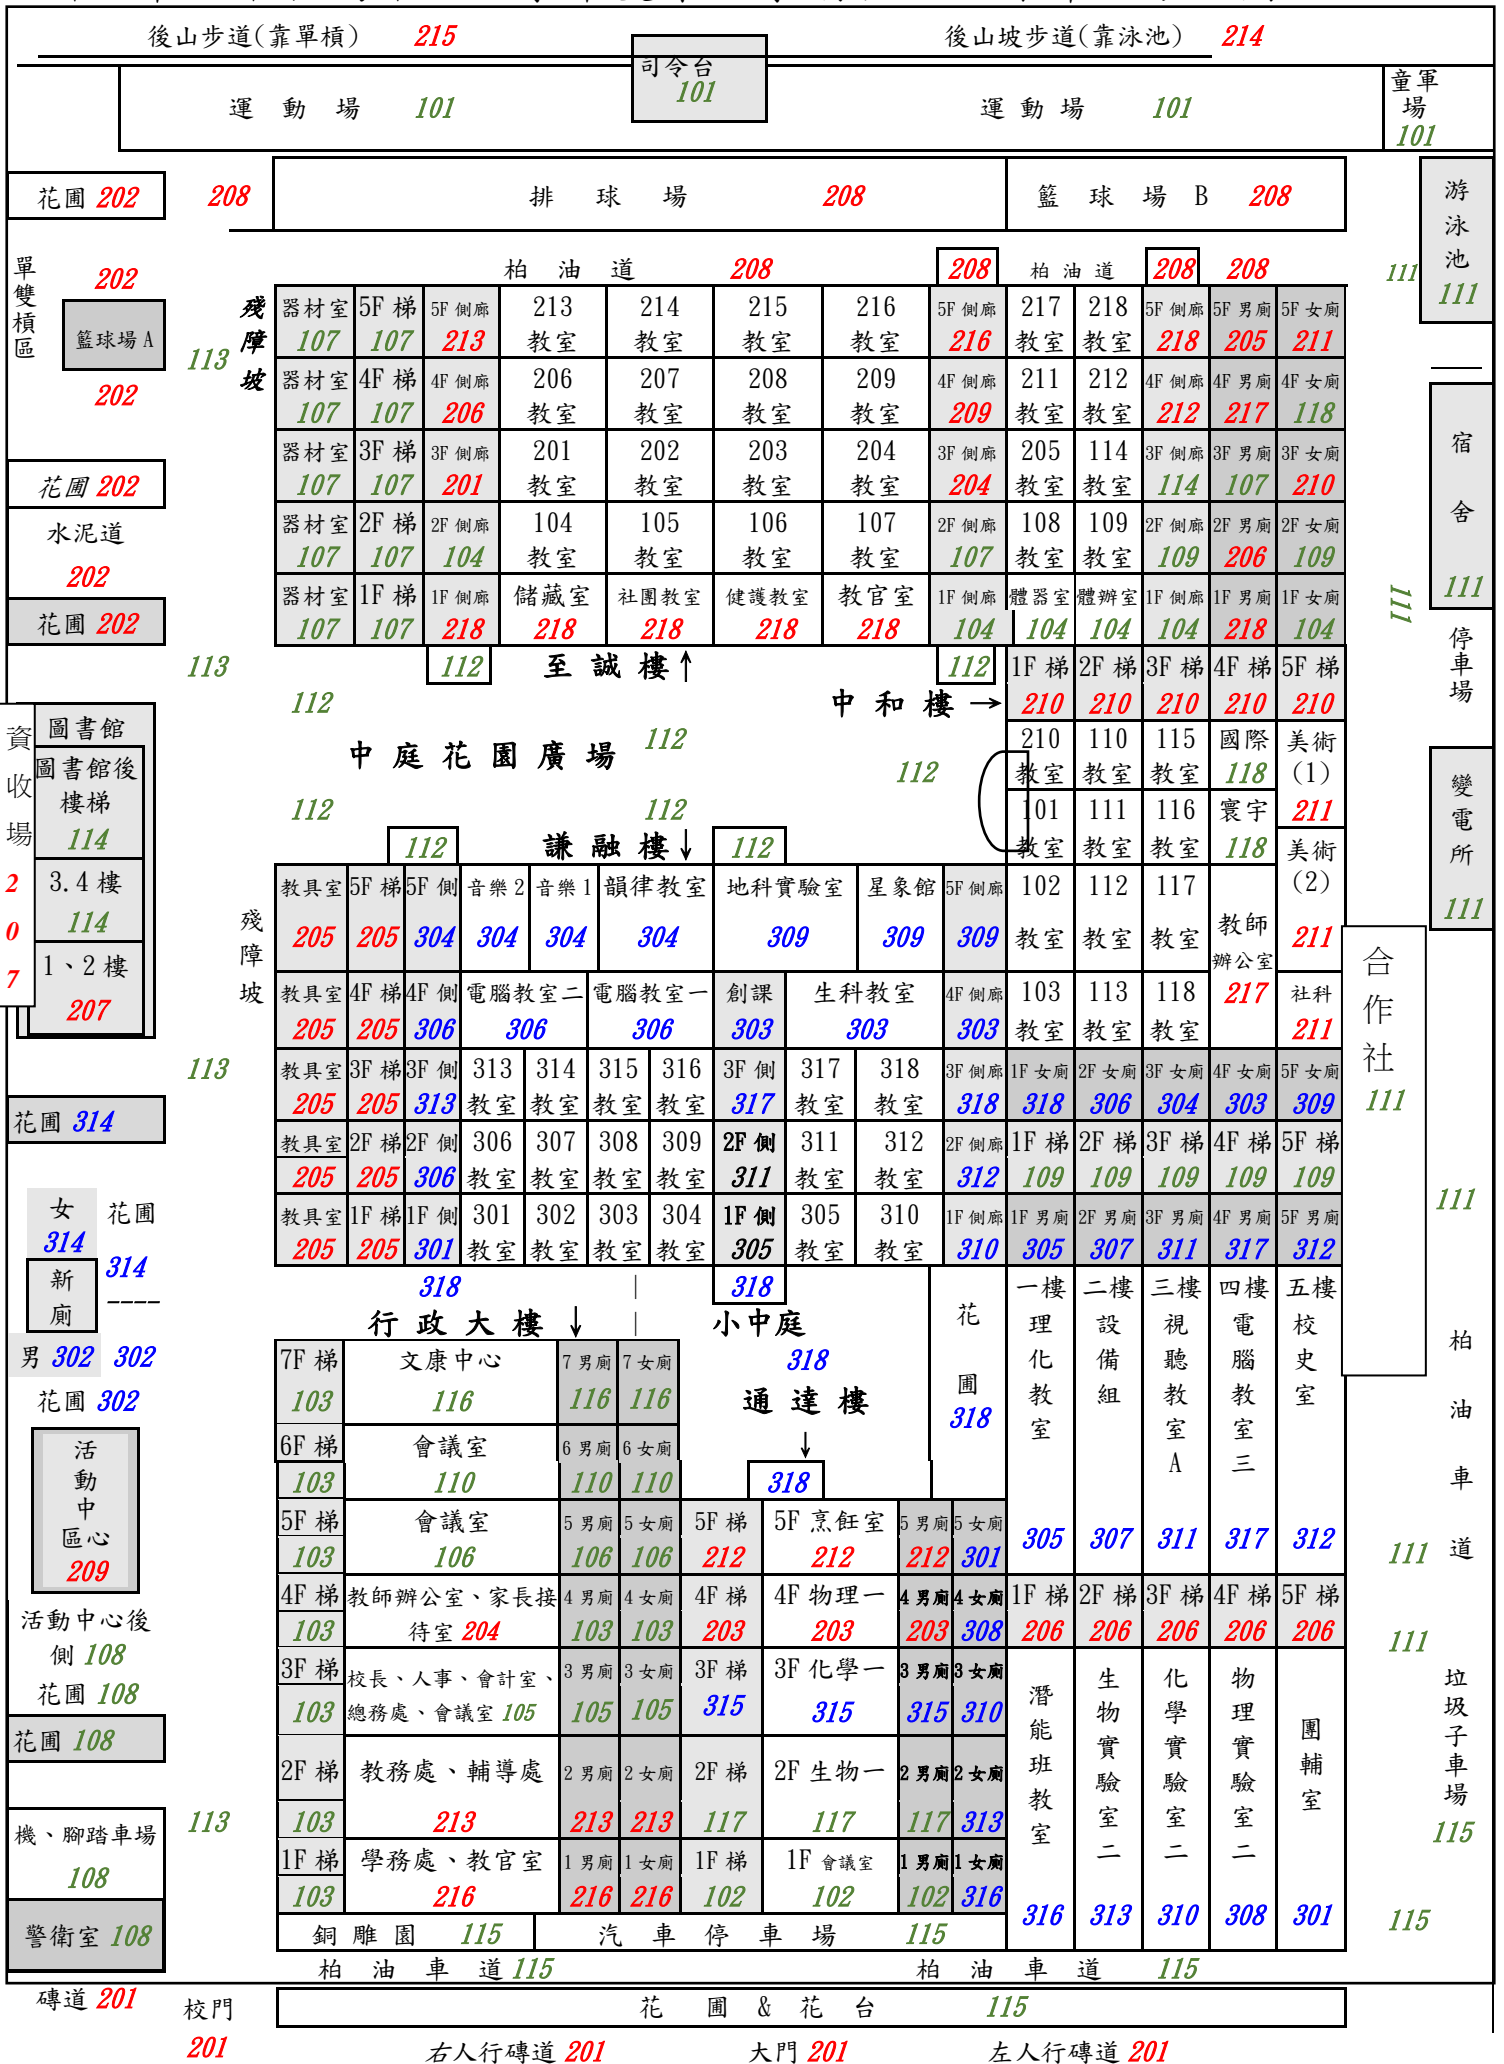 後山步道(靠單槓) 215 後山坡步道(靠泳池) 214
司令台
101
運動場 101 運動場 101
童軍
場
101
花圃 202 208 排球場 208 籃球場 B 208
游泳池
111
單雙槓區
202
籃球場 A
202
柏油道 208 208 柏油道 208 208
111
113
殘障坡
器材室 5F 梯 5F 側廊 213 214 215 216 5F 側廊 217 218 5F 側廊 5F 男廁 5F 女廁
107 107 213 教室 教室 教室 教室 216 教室 教室 218 205 211
器材室 4F 梯 4F 側廊 206 207 208 209 4F 側廊 211 212 4F 側廊 4F 男廁 4F 女廁
107 107 206 教室 教室 教室 教室 209 教室 教室 212 217 118
器材室 3F 梯 3F 側廊 201 202 203 204 3F 側廊 205 114 3F 側廊 3F 男廁 3F 女廁
107 107 201 教室 教室 教室 教室 204 教室 教室 114 107 210
器材室 2F 梯 2F 側廊 104 105 106 107 2F 側廊 108 109 2F 側廊 2F 男廁 2F 女廁
107 107 104 教室 教室 教室 教室 107 教室 教室 109 206 109
器材室 1F 梯 1F 側廊 儲藏室 社團教室 健護教室 教官室 1F 側廊 體器室 體辦室 1F 側廊 1F 男廁 1F 女廁
107 107 218 218 218 218 218 104 104 104 104 218 104
花圃 202
水泥道
202
花圃 202
宿舍
111
111
停車場
變電所
111
113
112 至誠樓↑ 112
112 中和樓→
中庭花園廣場 112
112
112 112
112 謙融樓↓ 112
1F 梯 2F 梯 3F 梯 4F 梯 5F 梯
210 210 210 210 210
210 110 115 國際 美術
教室 教室 教室 118 (1)
101 111 116 寰宇 211
教室 教室 教室 118 美術
(2)
資收場
207
圖書館
圖書館後
樓梯
114
3.4 樓
114
1、2 樓
207
殘障坡
教具室 5F 梯 5F 側 音樂 2 音樂 1 韻律教室 地科實驗室 星象館 5F 側廊 102 112 117 教師
205 205 304 304 304 304 309 309 309 教室 教室 教室 辦公室 211
教具室 4F 梯 4F 側 電腦教室二 電腦教室一 創課 生科教室 4F 側廊 103 113 118 217 社科
205 205 306 306 306 303 303 303 教室 教室 教室 211
教具室 3F 梯 3F 側 313 314 315 316 3F 側 317 318 3F 側廊 1F 女廁 2F 女廁 3F 女廁 4F 女廁 5F 女廁
205 205 313 教室 教室 教室 教室 317 教室 教室 318 318 306 304 303 309
教具室 2F 梯 2F 側 306 307 308 309 2F 側 311 312 2F 側廊 1F 梯 2F 梯 3F 梯 4F 梯 5F 梯
205 205 306 教室 教室 教室 教室 311 教室 教室 312 109 109 109 109 109
教具室 1F 梯 1F 側 301 302 303 304 1F 側 305 310 1F 側廊 1F 男廁 2F 男廁 3F 男廁 4F 男廁 5F 男廁
205 205 301 教室 教室 教室 教室 305 教室 教室 310 305 307 311 317 312
合作社
111
113
花圃 314
女
314
花圃
314
新廁
男 302 302
花圃 302
活動中
區心
209
活動中心後
側 108
花圃 108
花圃 108
機、腳踏車場
108
警衛室 108
113
318 318
行政大樓↓ 小中庭
318
通達樓
↓
318
花圃
318
7F 梯 文康中心 7 男廁 7 女廁
103 116 116 116
6F 梯 會議室 6 男廁 6 女廁
103 110 110 110
5F 梯 會議室 5 男廁 5 女廁 5F 梯 5F 烹飪室 5 男廁 5 女廁
103 106 106 106 212 212 212 301
4F 梯 教師辦公室、家長接 4 男廁 4 女廁 4F 梯 4F 物理一 4 男廁 4 女廁
103 待室 204 103 103 203 203 203 308
3F 梯 校長、人事、會計室、 3 男廁 3 女廁 3F 梯 3F 化學一 3 男廁 3 女廁
103 總務處、會議室 105 105 105 315 315 315 310
2F 梯 教務處、輔導處 2 男廁 2 女廁 2F 梯 2F 生物一 2 男廁 2 女廁
103 213 213 213 117 117 117 313
1F 梯 學務處、教官室 1 男廁 1 女廁 1F 梯 1F 會議室 1 男廁 1 女廁
103 216 216 216 102 102 102 316
一樓理化教室
305
二樓設備組
307
三樓視聽教室A
311
四樓電腦教室三
317
五樓校史室
312
1F 梯 2F 梯 3F 梯 4F 梯 5F 梯
206 206 206 206 206
潛能班教室
316
生物實驗室二
313
化學實驗室二
310
物理實驗室二
308
團輔室
301
111
柏油車道
111
111
垃圾子車場
115
115
銅雕園 115 汽車停車場 115
柏油車道 115 柏油車道 115
磚道 201
校門
201
花圃&花台 115
右人行磚道 201 大門 201 左人行磚道 201